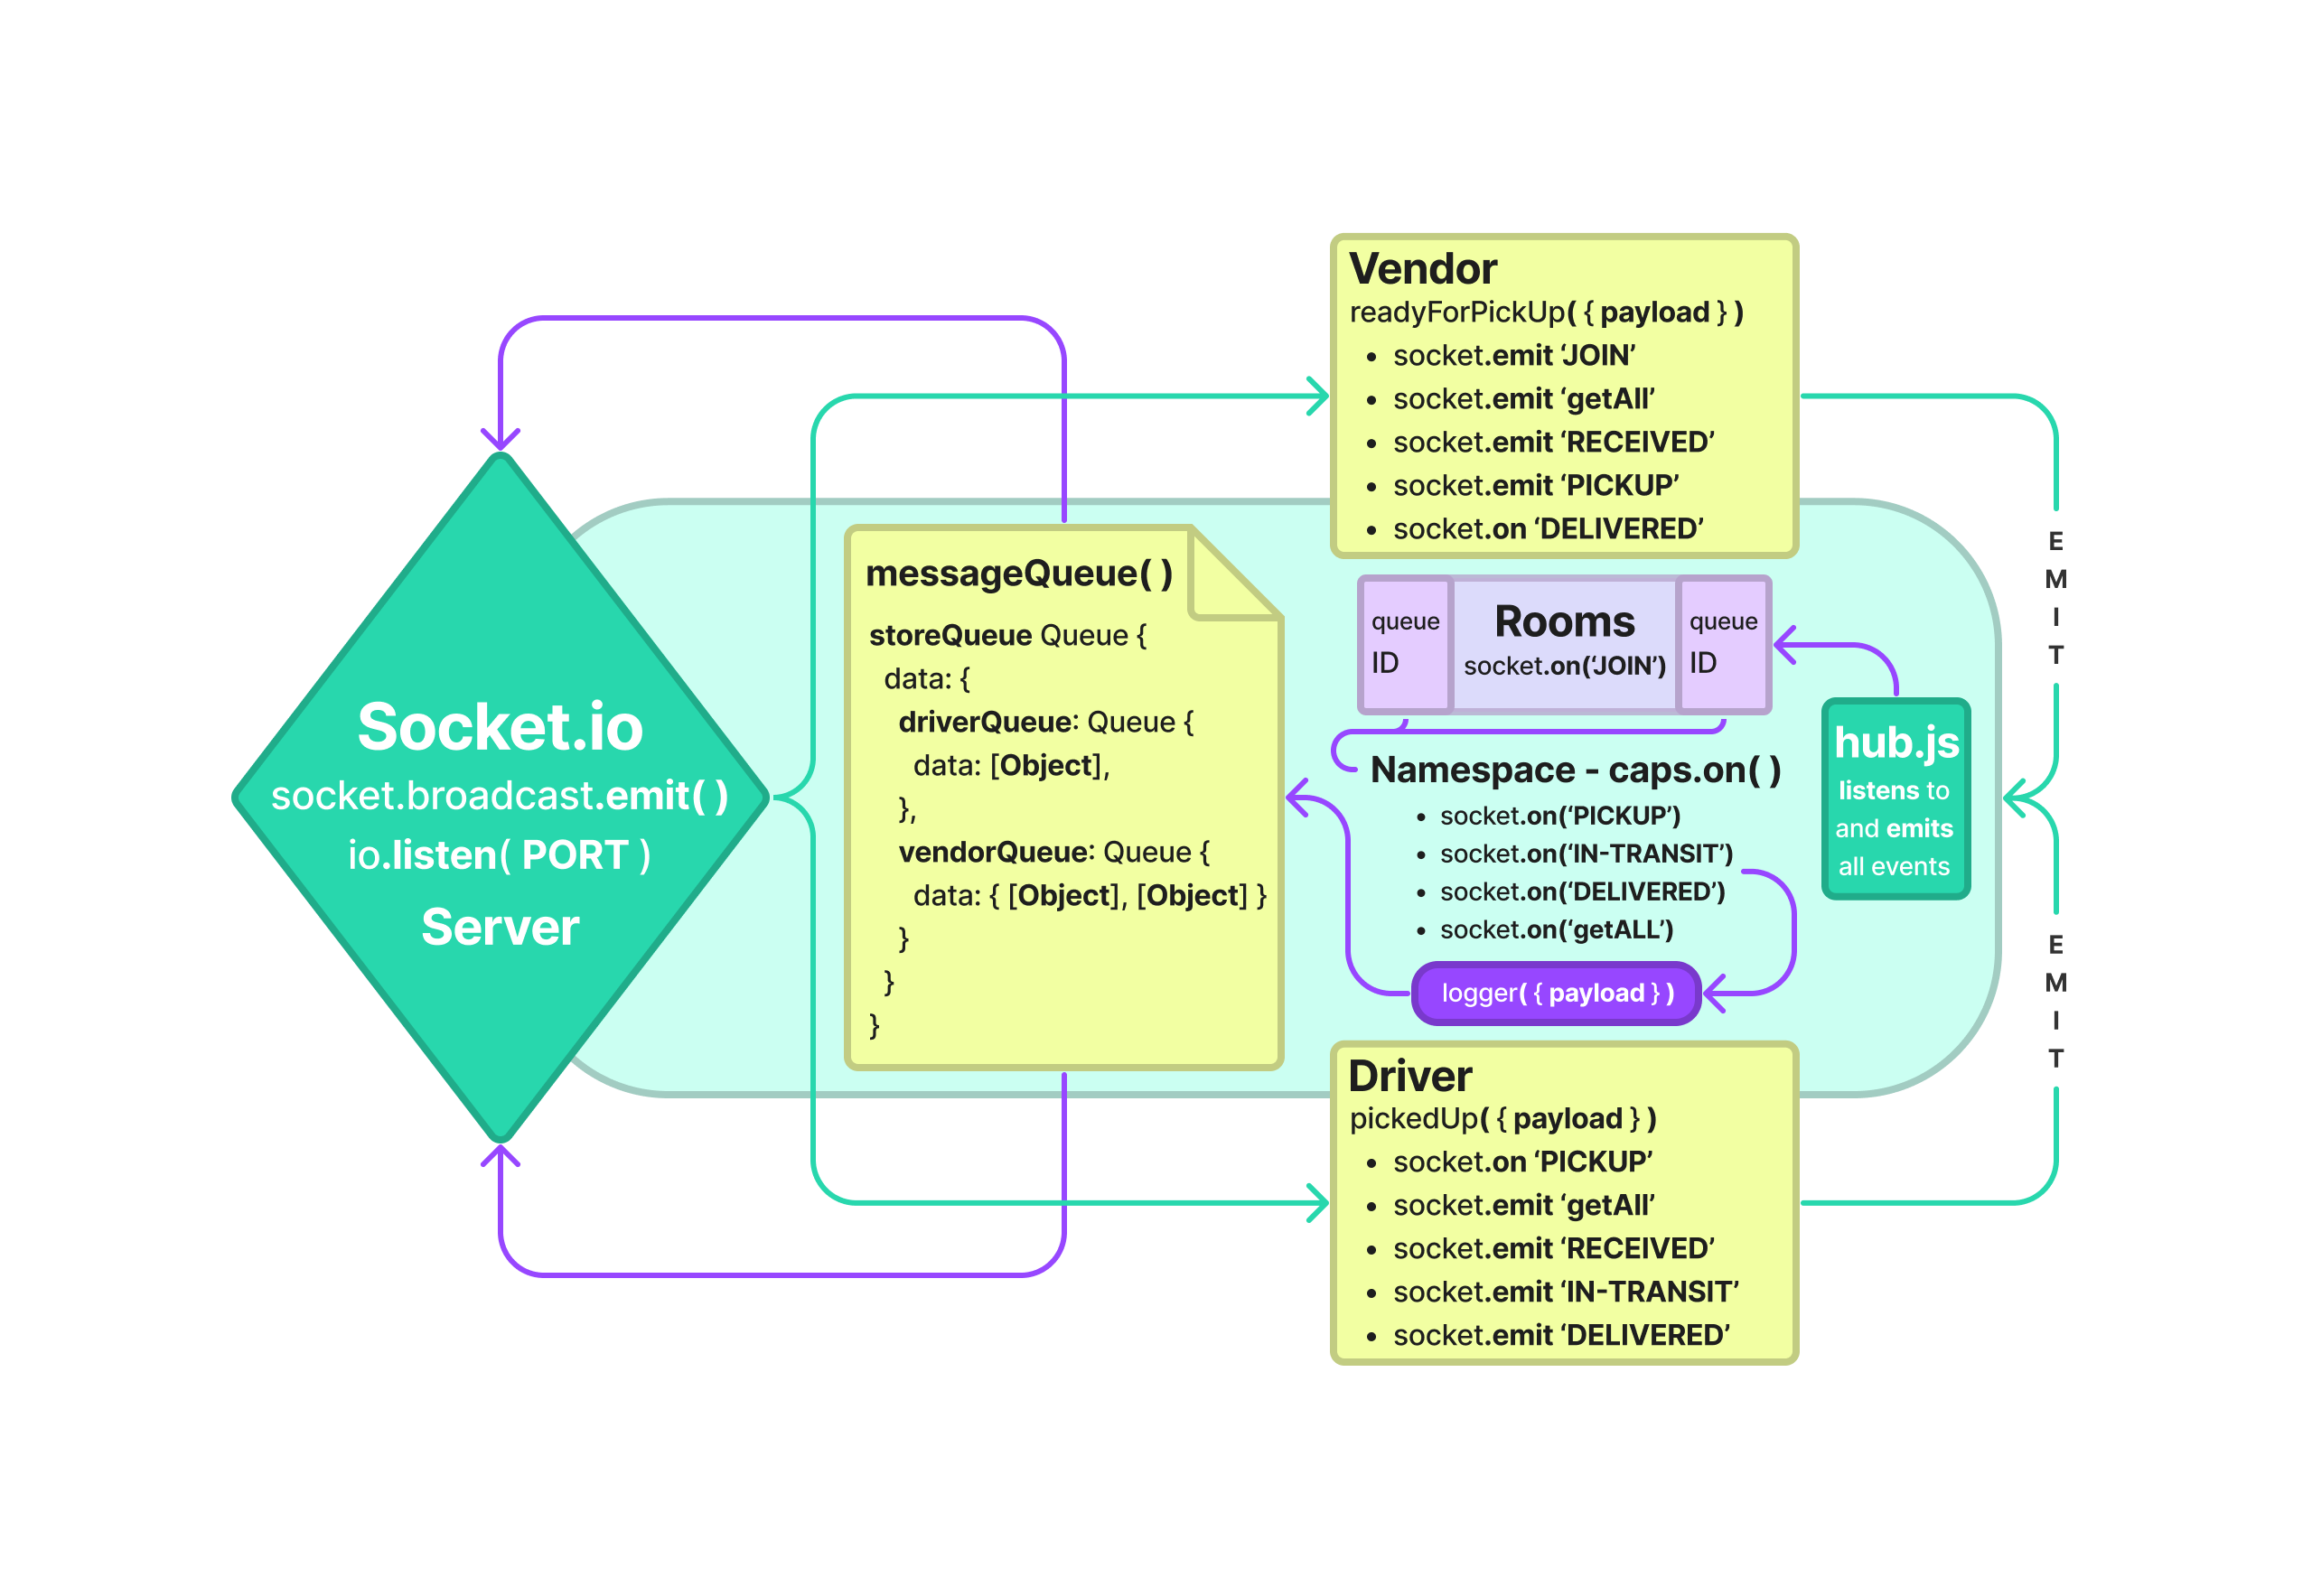 Socket.io
socket.broadcast.emit( )
io.listen( PORT )
Server
messageQueue( )
storeQueue Queue {
data: {
driverQueue: Queue {
data: [Object],
},
vendorQueue: Queue {
data: { [Object], [Object] }
}
}
}
Vendor
readyForPickUp( { payload } )
• socket.emit ‘JOIN’
• socket.emit ‘getAll’
• socket.emit ‘RECEIVED’
• socket.emit ‘PICKUP’
• socket.on ‘DELIVERED’
queue
ID
Rooms
socket.on(‘JOIN’)
queue
ID
Namespace - caps.on( )
• socket.on(‘PICKUP’)
• socket.on(‘IN-TRANSIT’)
• socket.on(‘DELIVERED’)
• socket.on(‘getALL’)
logger( { payload } )
Driver
pickedUp( { payload } )
• socket.on ‘PICKUP’
• socket.emit ‘getAll’
• socket.emit ‘RECEIVED’
• socket.emit ‘IN-TRANSIT’
• socket.emit ‘DELIVERED’
hub.js
listens to
and emits
all events
EMIT
EMIT